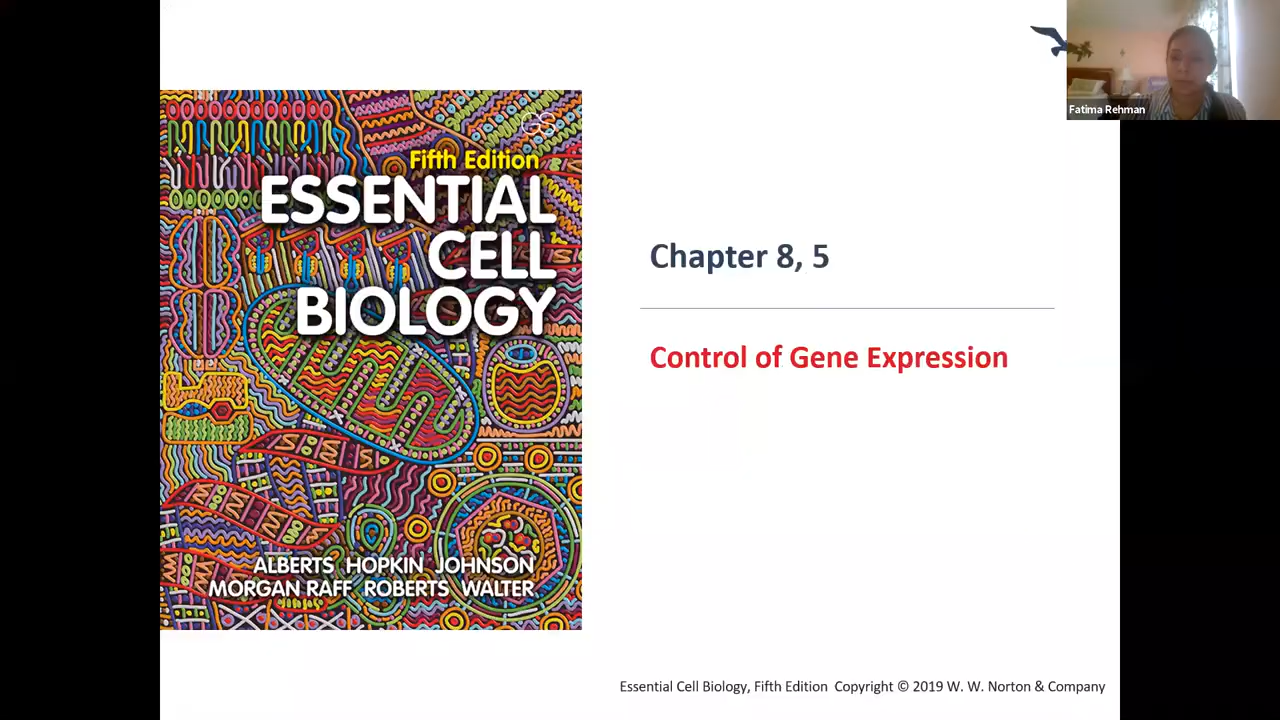 Fatima Rehman
GS
Fifth Edition
ESSENTIAL
CELL
BIOLOGY
ALBERTS HOPKIN JOHNSON
MORGAN RAFF ROBERTS WALTER
Chapter 8, 5
Control of Gene Expression
Essential Cell Biology, Fifth Edition Copyright © 2019 W. W. Norton & Company